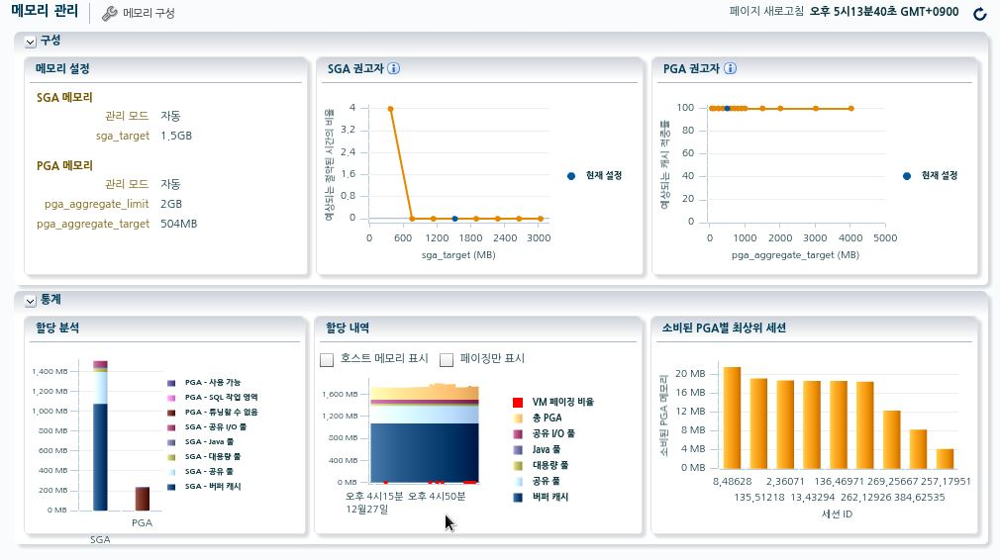 메모리 관리
메모리 구성
페이지 새로고침 오후 5시13분40초 GMT+0900
구성
메모리 설정
SGA 메모리
관리 모드 자동
sga_target 1.5GB
PGA 메모리
관리 모드 자동
pga_aggregate_limit 2GB
pga_aggregate_target 504MB
SGA 권고자
예상되는 절약된 시간의 비율
4
3.2
2.4
1.6
0.8
0
0 600 1200 1800 2400 3000
sga_target (MB)
현재 설정
PGA 권고자
예상되는 캐시 적중률
100
80
60
40
20
0
0 1000 2000 3000 4000 5000
pga_aggregate_target (MB)
현재 설정
통계
할당 분석
1,400 MB
1,200 MB
1,000 MB
800 MB
600 MB
400 MB
200 MB
0 MB
SGA
PGA
PGA - 사용 가능
PGA - SQL 작업 영역
PGA - 튜닝할 수 없음
SGA - 공유 I/O 풀
SGA - Java 풀
SGA - 대용량 풀
SGA - 공유 풀
SGA - 버퍼 캐시
할당 내역
호스트 메모리 표시
페이징만 표시
1,600 MB
1,200 MB
800 MB
400 MB
0 MB
오후 4시15분 오후 4시50분
12월27일
VM 페이징 비율
총 PGA
공유 I/O 풀
Java 풀
대용량 풀
공유 풀
버퍼 캐시
소비된 PGA별 최상위 세션
소비된 PGA 메모리
20 MB
16 MB
12 MB
8 MB
4 MB
0 MB
8,48628 2,36071 136,46971 269,25667 257,17951
135,51218 13,43294 262,12926 384,62535
세션 ID